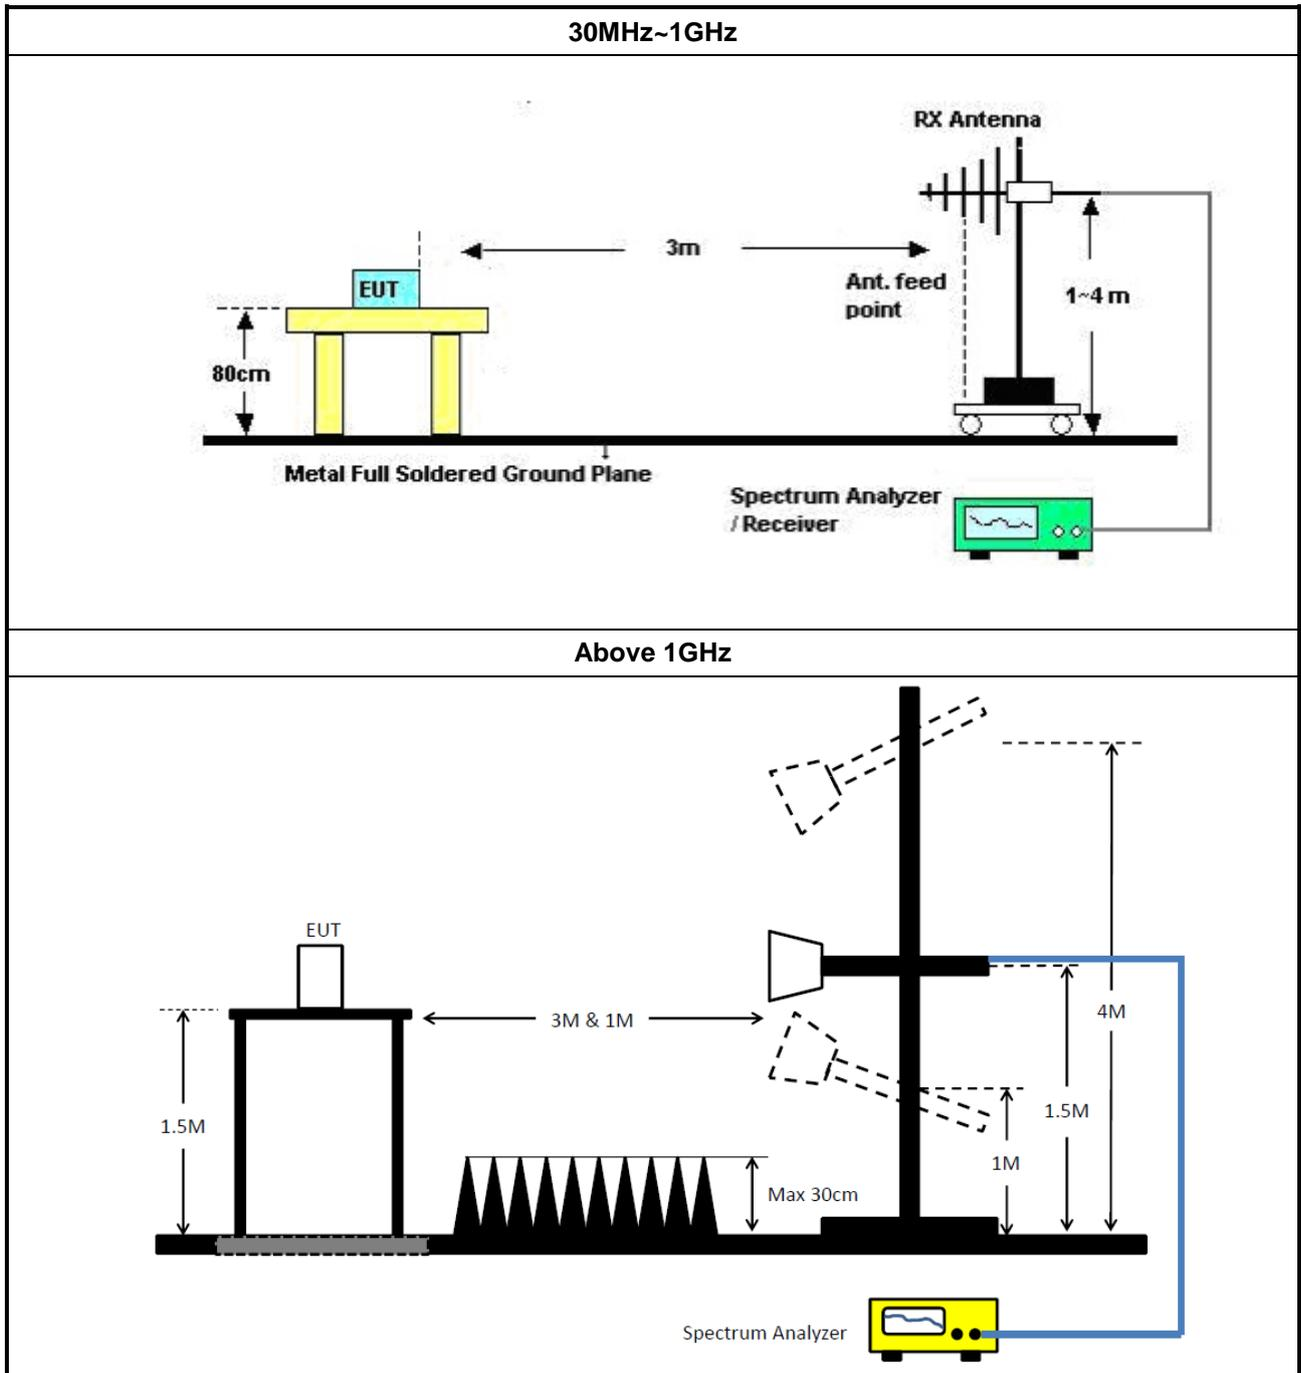 30MHz~1GHz
RX Antenna
3m
EUT
Ant. feed
point
1~4 m
80cm
Metal Full Soldered Ground Plane
Spectrum Analyzer
/ Receiver
Above 1GHz
EUT
3M & 1M
4M
1.5M
1.5M
1M
Max 30cm
Spectrum Analyzer